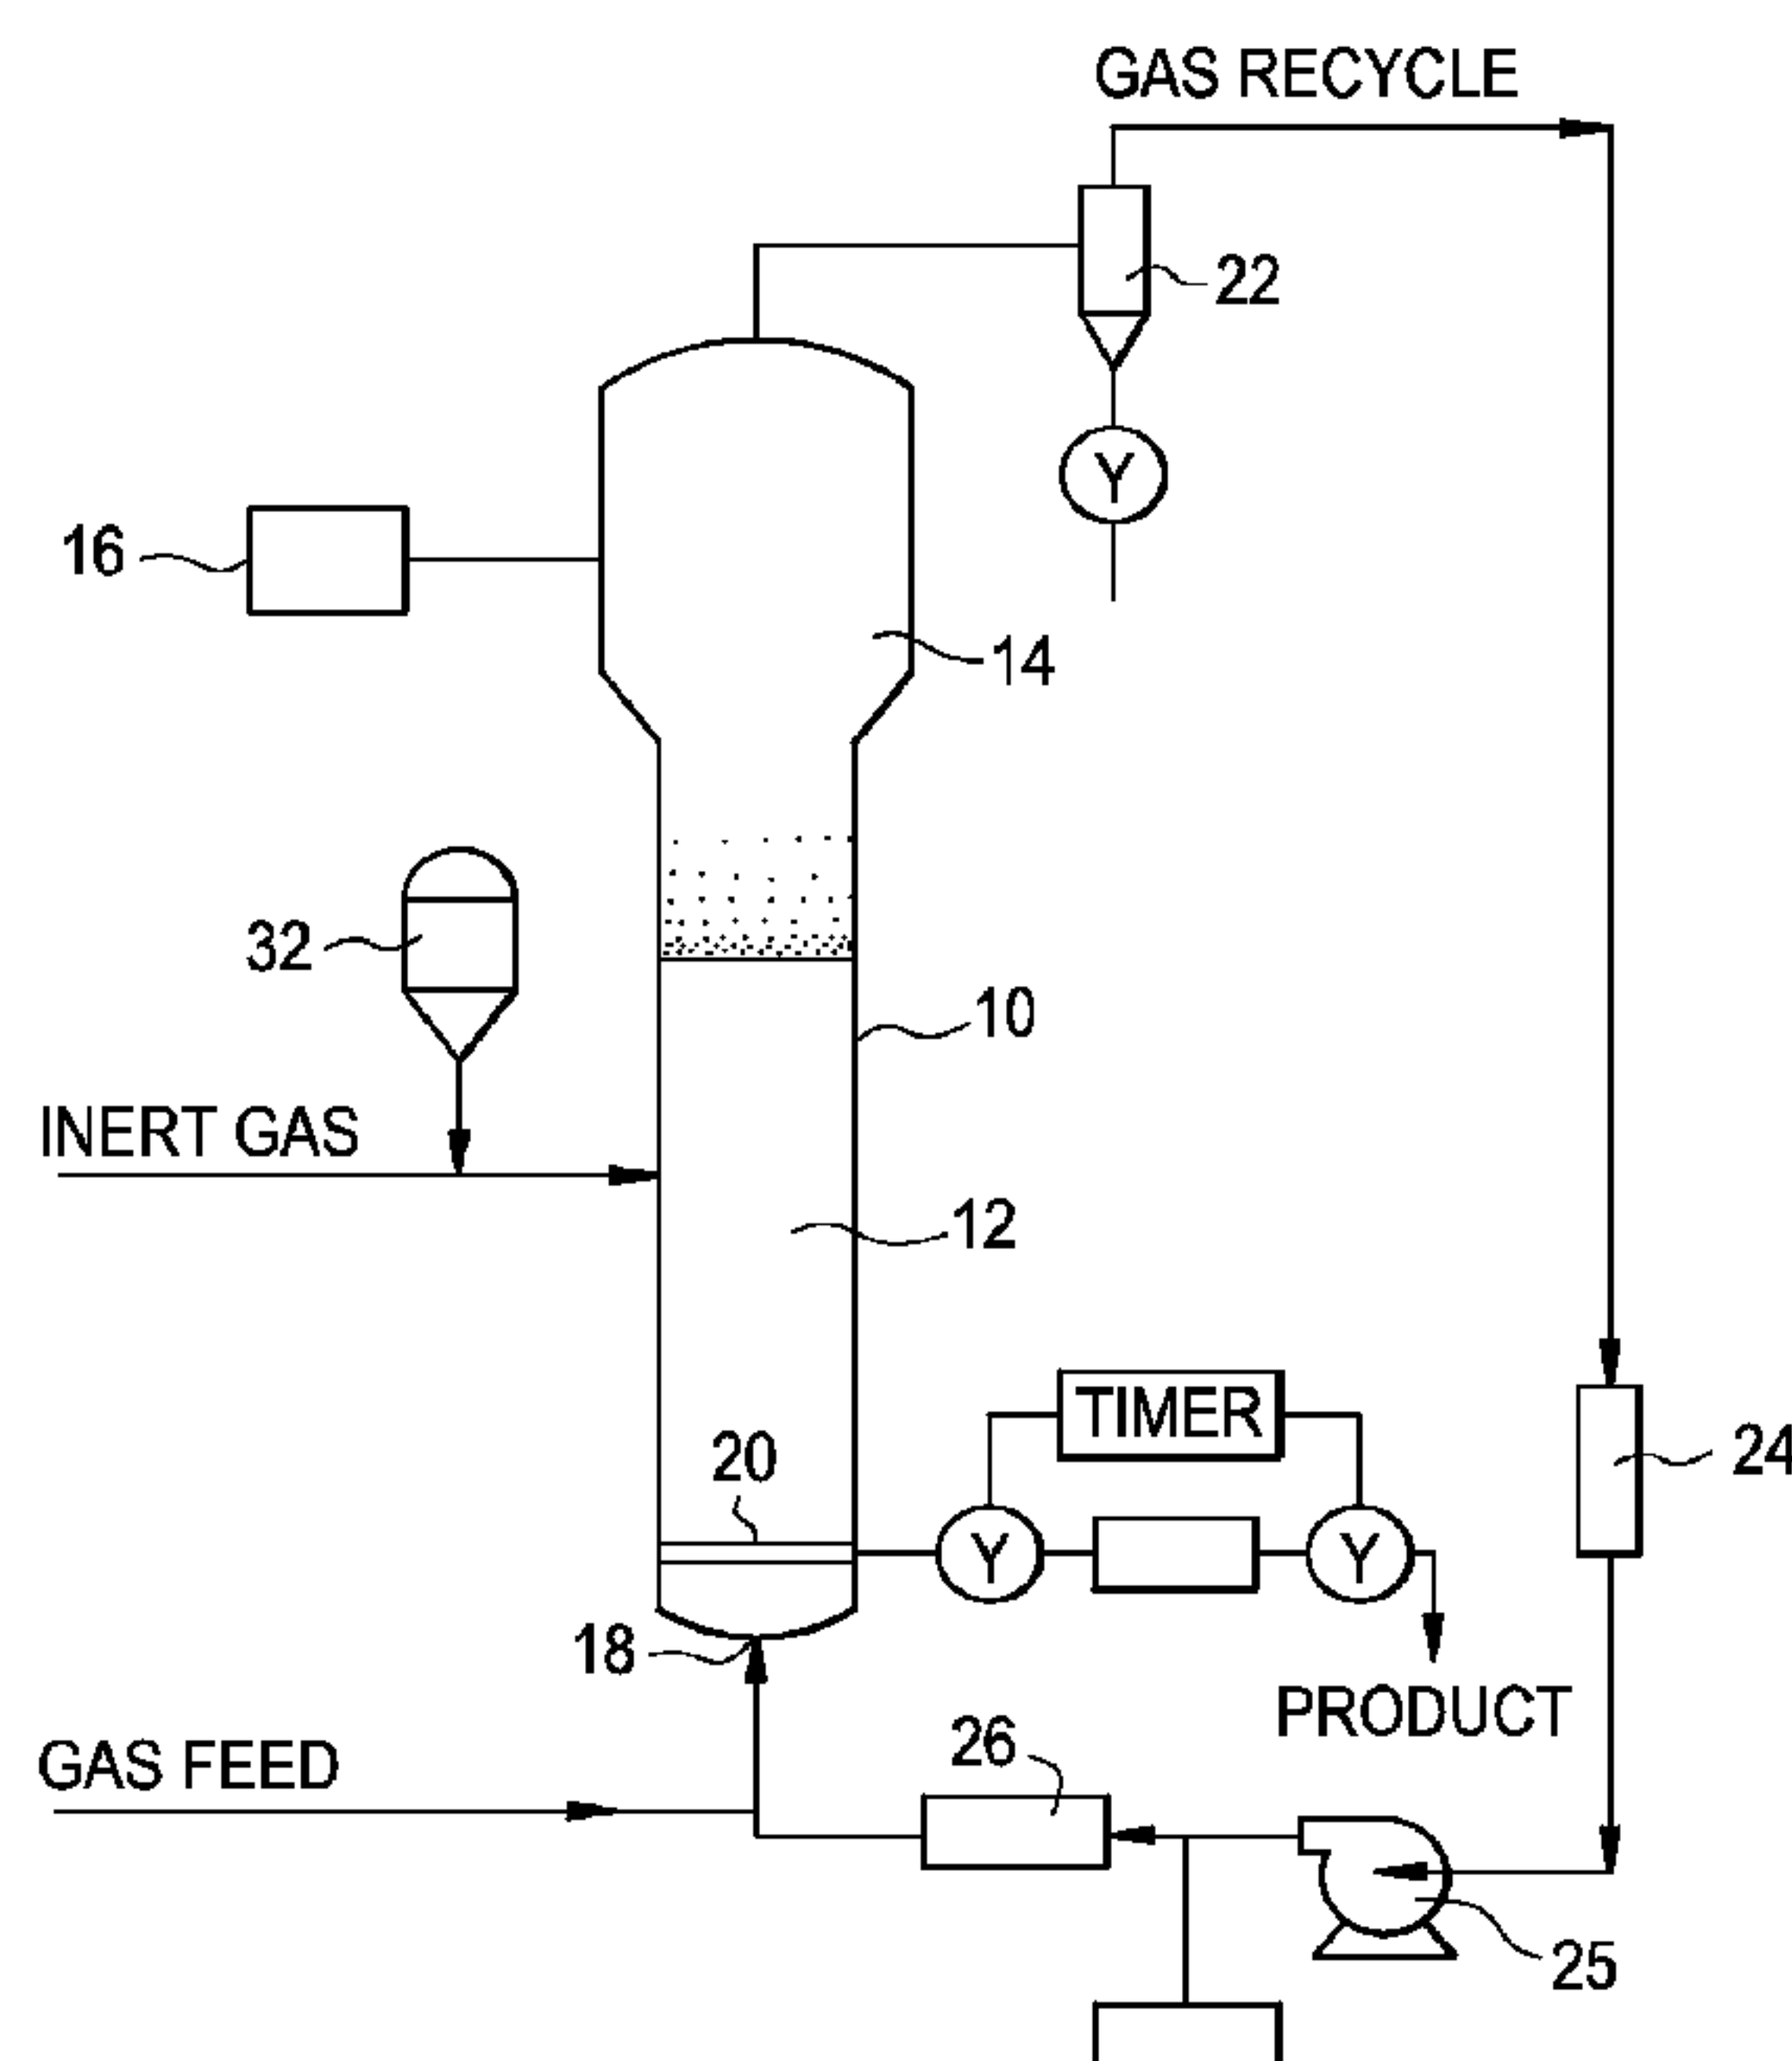 GAS RECYCLE
22
Y
16
14
32
10
INERT GAS
12
TIMER
20
24
Y
Y
18
PRODUCT
26
GAS FEED
25